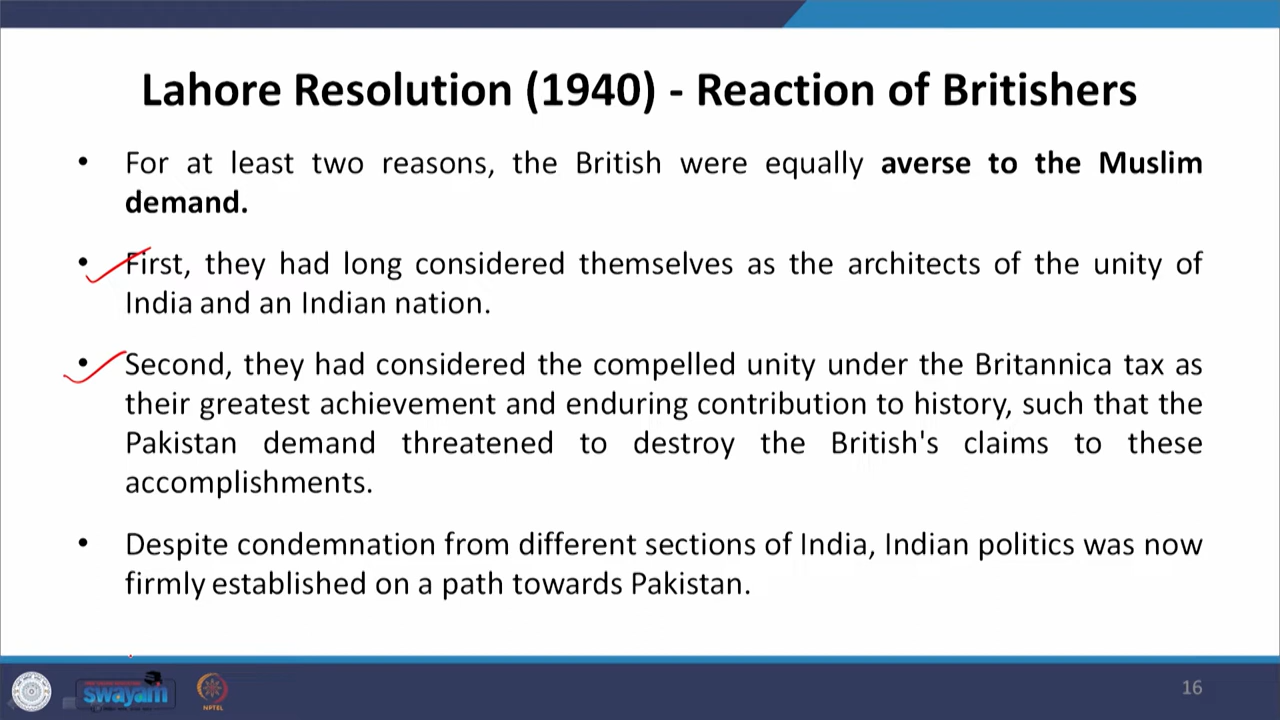 Lahore Resolution (1940) - Reaction of Britishers
• For at least two reasons, the British were equally averse to the Muslim
demand.
• First, they had long considered themselves as the architects of the unity of
India and an Indian nation.
• Second, they had considered the compelled unity under the Britannica tax as
their greatest achievement and enduring contribution to history, such that the
Pakistan demand threatened to destroy the British's claims to these
accomplishments.
• Despite condemnation from different sections of India, Indian politics was now
firmly established on a path towards Pakistan.
swayam
NPTEL
16